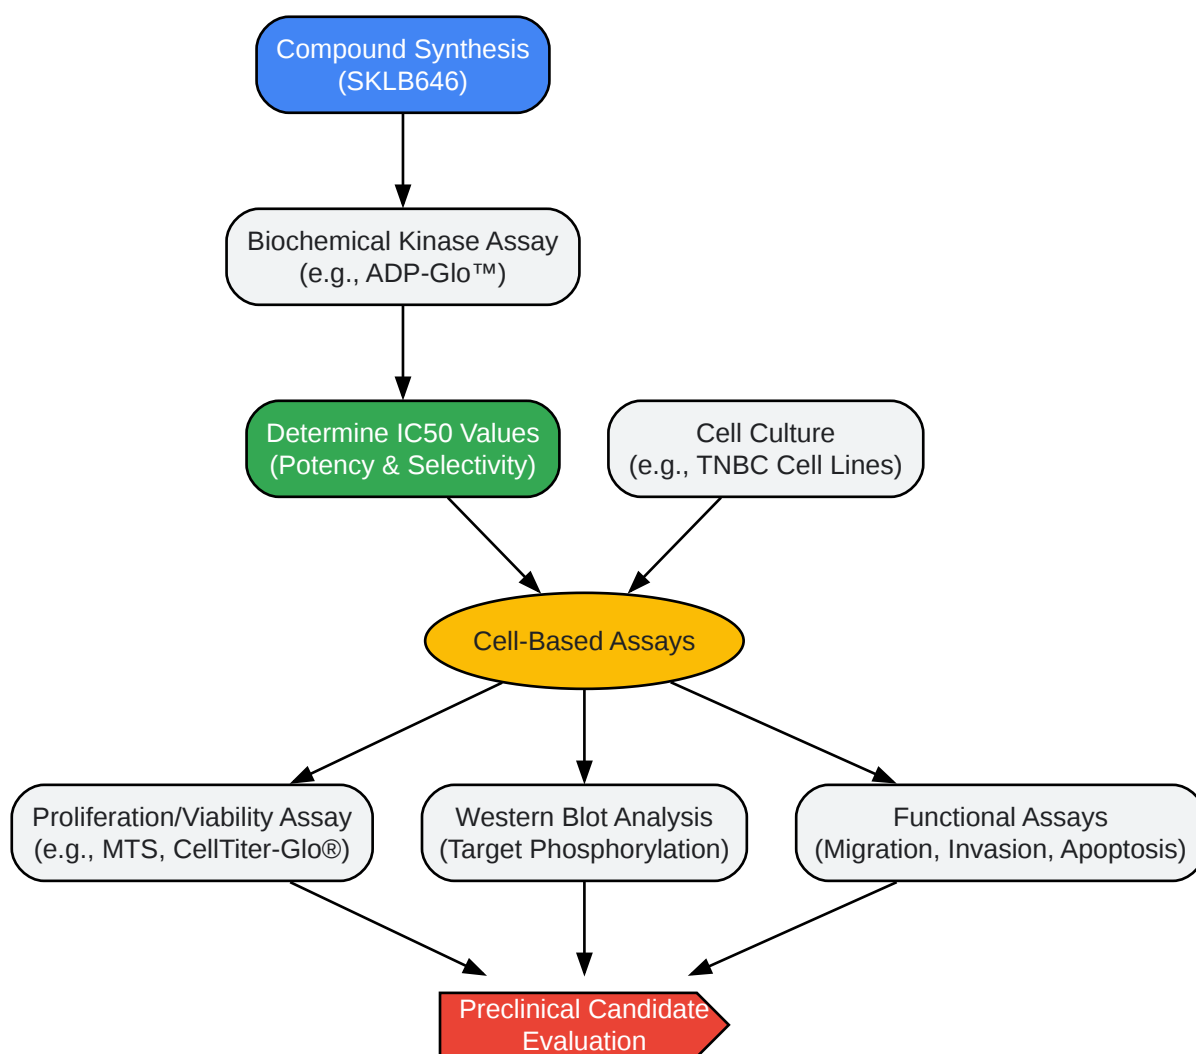 Compound Synthesis
(SKLB646)
Biochemical Kinase Assay
(e.g., ADP-Glo™)
Determine IC50 Values
(Potency & Selectivity)
Cell Culture
(e.g., TNBC Cell Lines)
Cell-Based Assays
Proliferation/Viability Assay
(e.g., MTS, CellTiter-Glo®)
Western Blot Analysis
(Target Phosphorylation)
Functional Assays
(Migration, Invasion, Apoptosis)
Preclinical Candidate
Evaluation